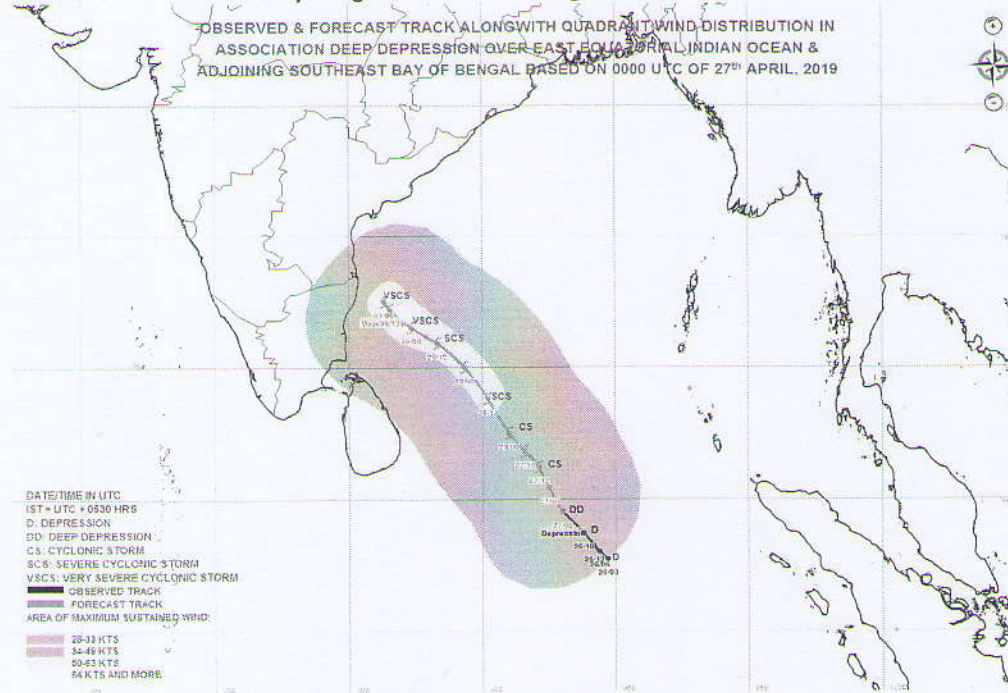 OBSERVED & FORECAST TRACK ALONGWITH QUADRANT WIND DISTRIBUTION IN
ASSOCIATION DEEP DEPRESSION OVER EAST EQUATORIAL INDIAN OCEAN &
ADJOINING SOUTHEAST BAY OF BENGAL BASED ON 0000 UTC OF 27th APRIL, 2019
VSCS
VSCS
SCS
SCS
CS
CS
DD
Depression
D
D
26-03
DATE/TIME IN UTC
IST = UTC + 0530 HRS
D: DEPRESSION
DD: DEEP DEPRESSION
CS: CYCLONIC STORM
SCS: SEVERE CYCLONIC STORM
VSCS: VERY SEVERE CYCLONIC STORM
OBSERVED TRACK
FORECAST TRACK
AREA OF MAXIMUM SUSTAINED WIND:
28-33 KTS
34-49 KTS
50-63 KTS
64 KTS AND MORE